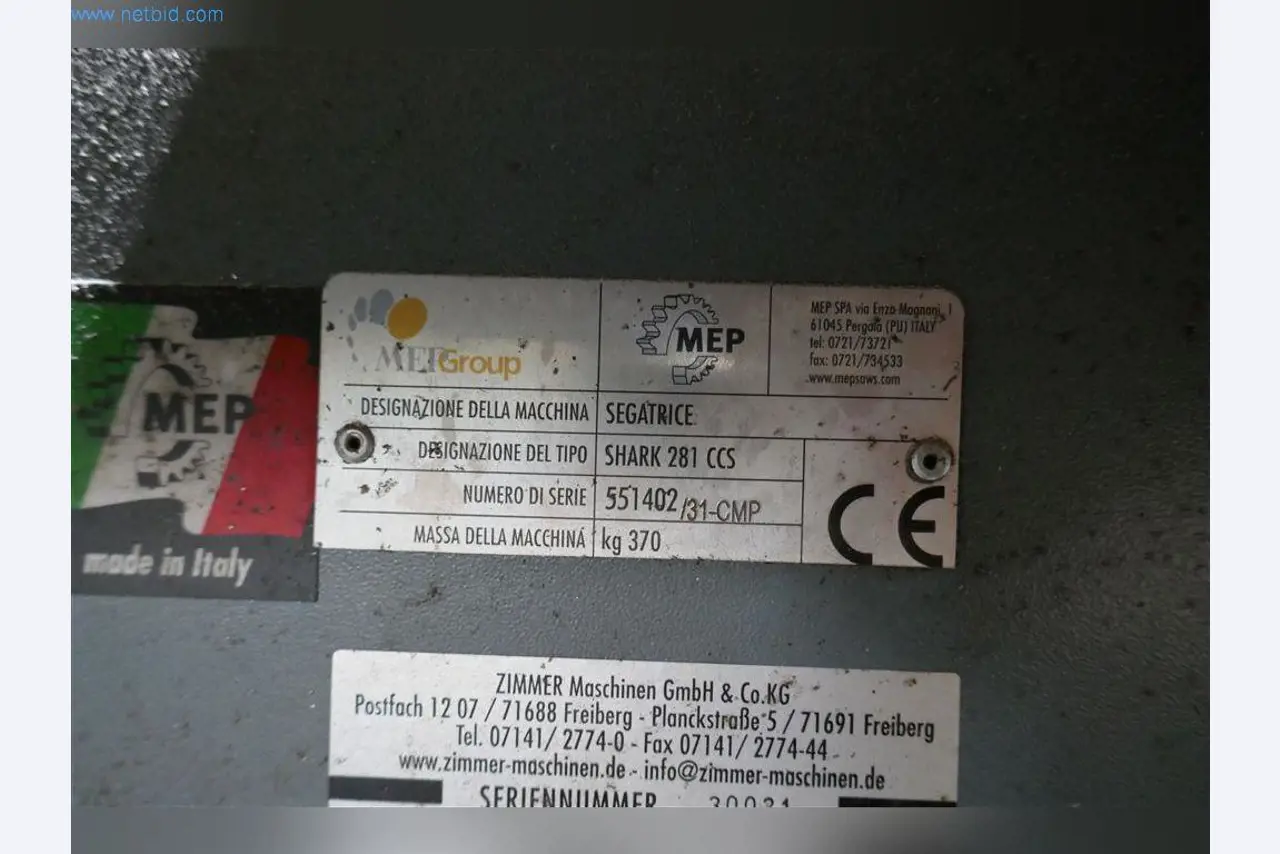 www.netbid.com
MEP
made in Italy
MEP Group
MEP
MEP SPA via Enzo Magnani, 1
61045 Pergola (PU) ITALY
tel: 0721/73721
fax: 0721/734533
www.mepsaws.com
DESIGNAZIONE DELLA MACCHINA SEGATRICE
DESIGNAZIONE DEL TIPO SHARK 281 CCS
NUMERO DI SERIE 551402/31-CMP
MASSA DELLA MACCHINA kg 370
CE
ZIMMER Maschinen GmbH & Co.KG
Postfach 12 07 / 71688 Freiberg - Planckstraße 5 / 71691 Freiberg
Tel. 07141/ 2774-0 - Fax 07141/ 2774-44
www.zimmer-maschinen.de - info@zimmer-maschinen.de
SERIENNUMMER